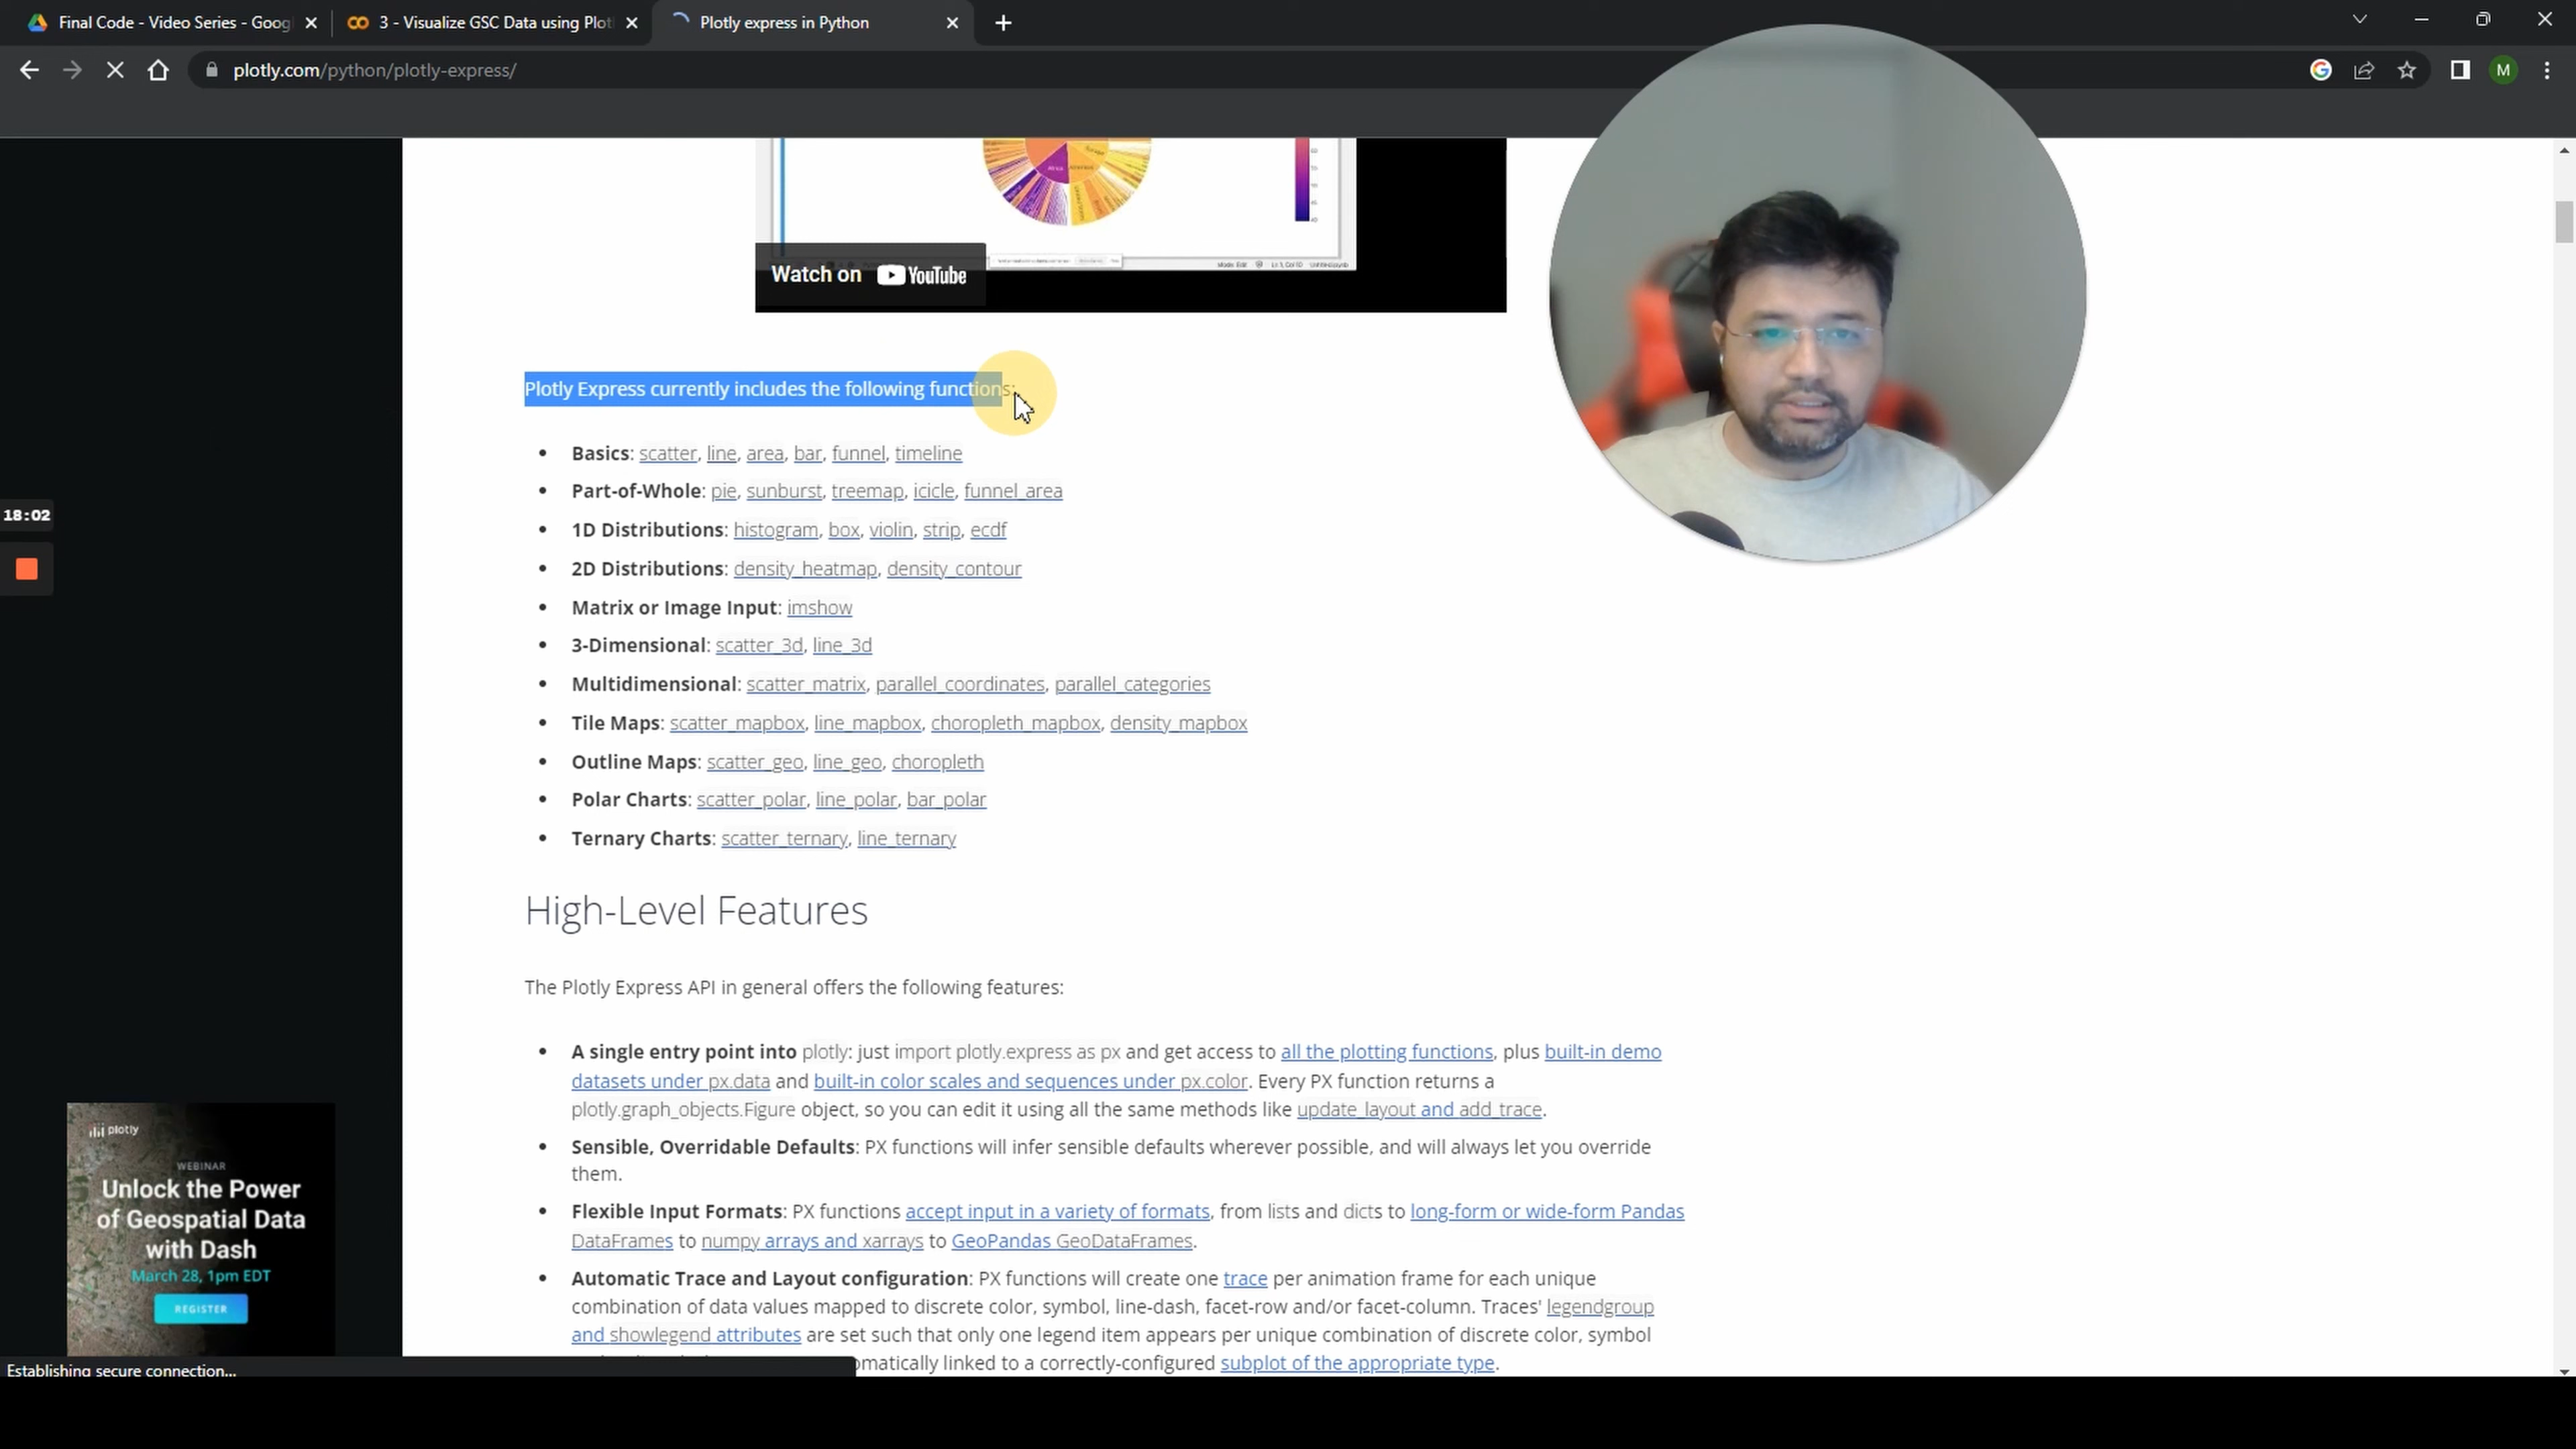 Final Code - Video Series - Goog
3 - Visualize GSC Data using Plot
Plotly express in Python
plotly.com/python/plotly-express/
M
Watch on YouTube
Plotly Express currently includes the following functions:
Basics: scatter, line, area, bar, funnel, timeline
Part-of-Whole: pie, sunburst, treemap, icicle, funnel_area
18:02
1D Distributions: histogram, box, violin, strip, ecdf
2D Distributions: density_heatmap, density_contour
Matrix or Image Input: imshow
3-Dimensional: scatter_3d, line_3d
Multidimensional: scatter_matrix, parallel_coordinates, parallel_categories
Tile Maps: scatter_mapbox, line_mapbox, choropleth_mapbox, density_mapbox
Outline Maps: scatter_geo, line_geo, choropleth
Polar Charts: scatter_polar, line_polar, bar_polar
Ternary Charts: scatter_ternary, line_ternary
High-Level Features
The Plotly Express API in general offers the following features:
A single entry point into plotly: just import plotly.express as px and get access to all the plotting functions, plus built-in demo
datasets under px.data and built-in color scales and sequences under px.color. Every PX function returns a
plotly.graph_objects.Figure object, so you can edit it using all the same methods like update_layout and add_trace.
Sensible, Overridable Defaults: PX functions will infer sensible defaults wherever possible, and will always let you override
them.
Flexible Input Formats: PX functions accept input in a variety of formats, from lists and dicts to long-form or wide-form Pandas
DataFrames to numpy arrays and xarrays to GeoPandas GeoDataFrames.
Automatic Trace and Layout configuration: PX functions will create one trace per animation frame for each unique
combination of data values mapped to discrete color, symbol, line-dash, facet-row and/or facet-column. Traces' legendgroup
and showlegend attributes are set such that only one legend item appears per unique combination of discrete color, symbol
omatically linked to a correctly-configured subplot of the appropriate type.
plotly
WEBINAR
Unlock the Power
of Geospatial Data
with Dash
March 28, 1pm EDT
REGISTER
Establishing secure connection...